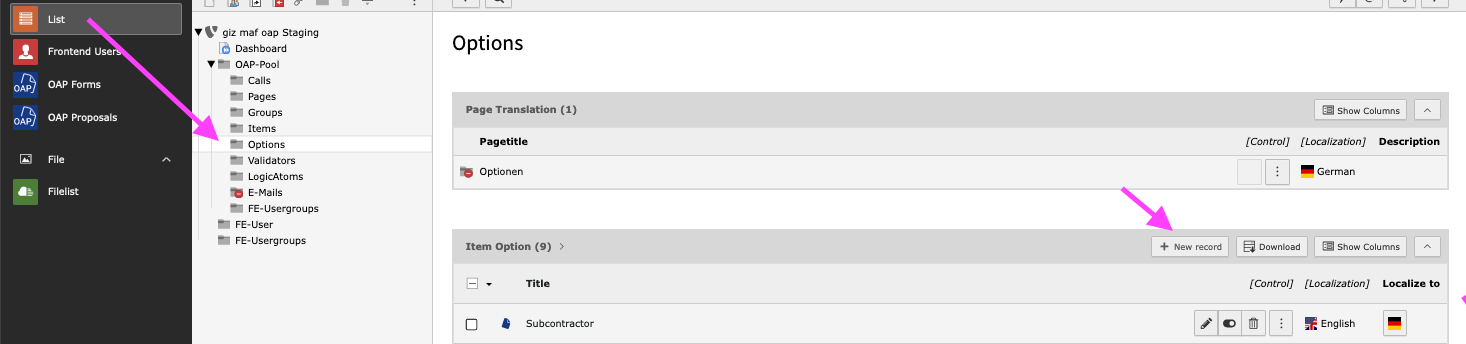 List
Frontend Users
OAP Forms
OAP Proposals
File
Filelist
giz maf oap Staging
Dashboard
OAP-Pool
Calls
Pages
Groups
Items
Options
Validators
LogicAtoms
E-Mails
FE-Usergroups
FE-User
FE-Usergroups
Options
Page Translation (1) Show Columns
Pagetitle [Control] [Localization] Description
Optionen German
Item Option (9) > + New record Download Show Columns
Title [Control] [Localization] Localize to
Subcontractor English